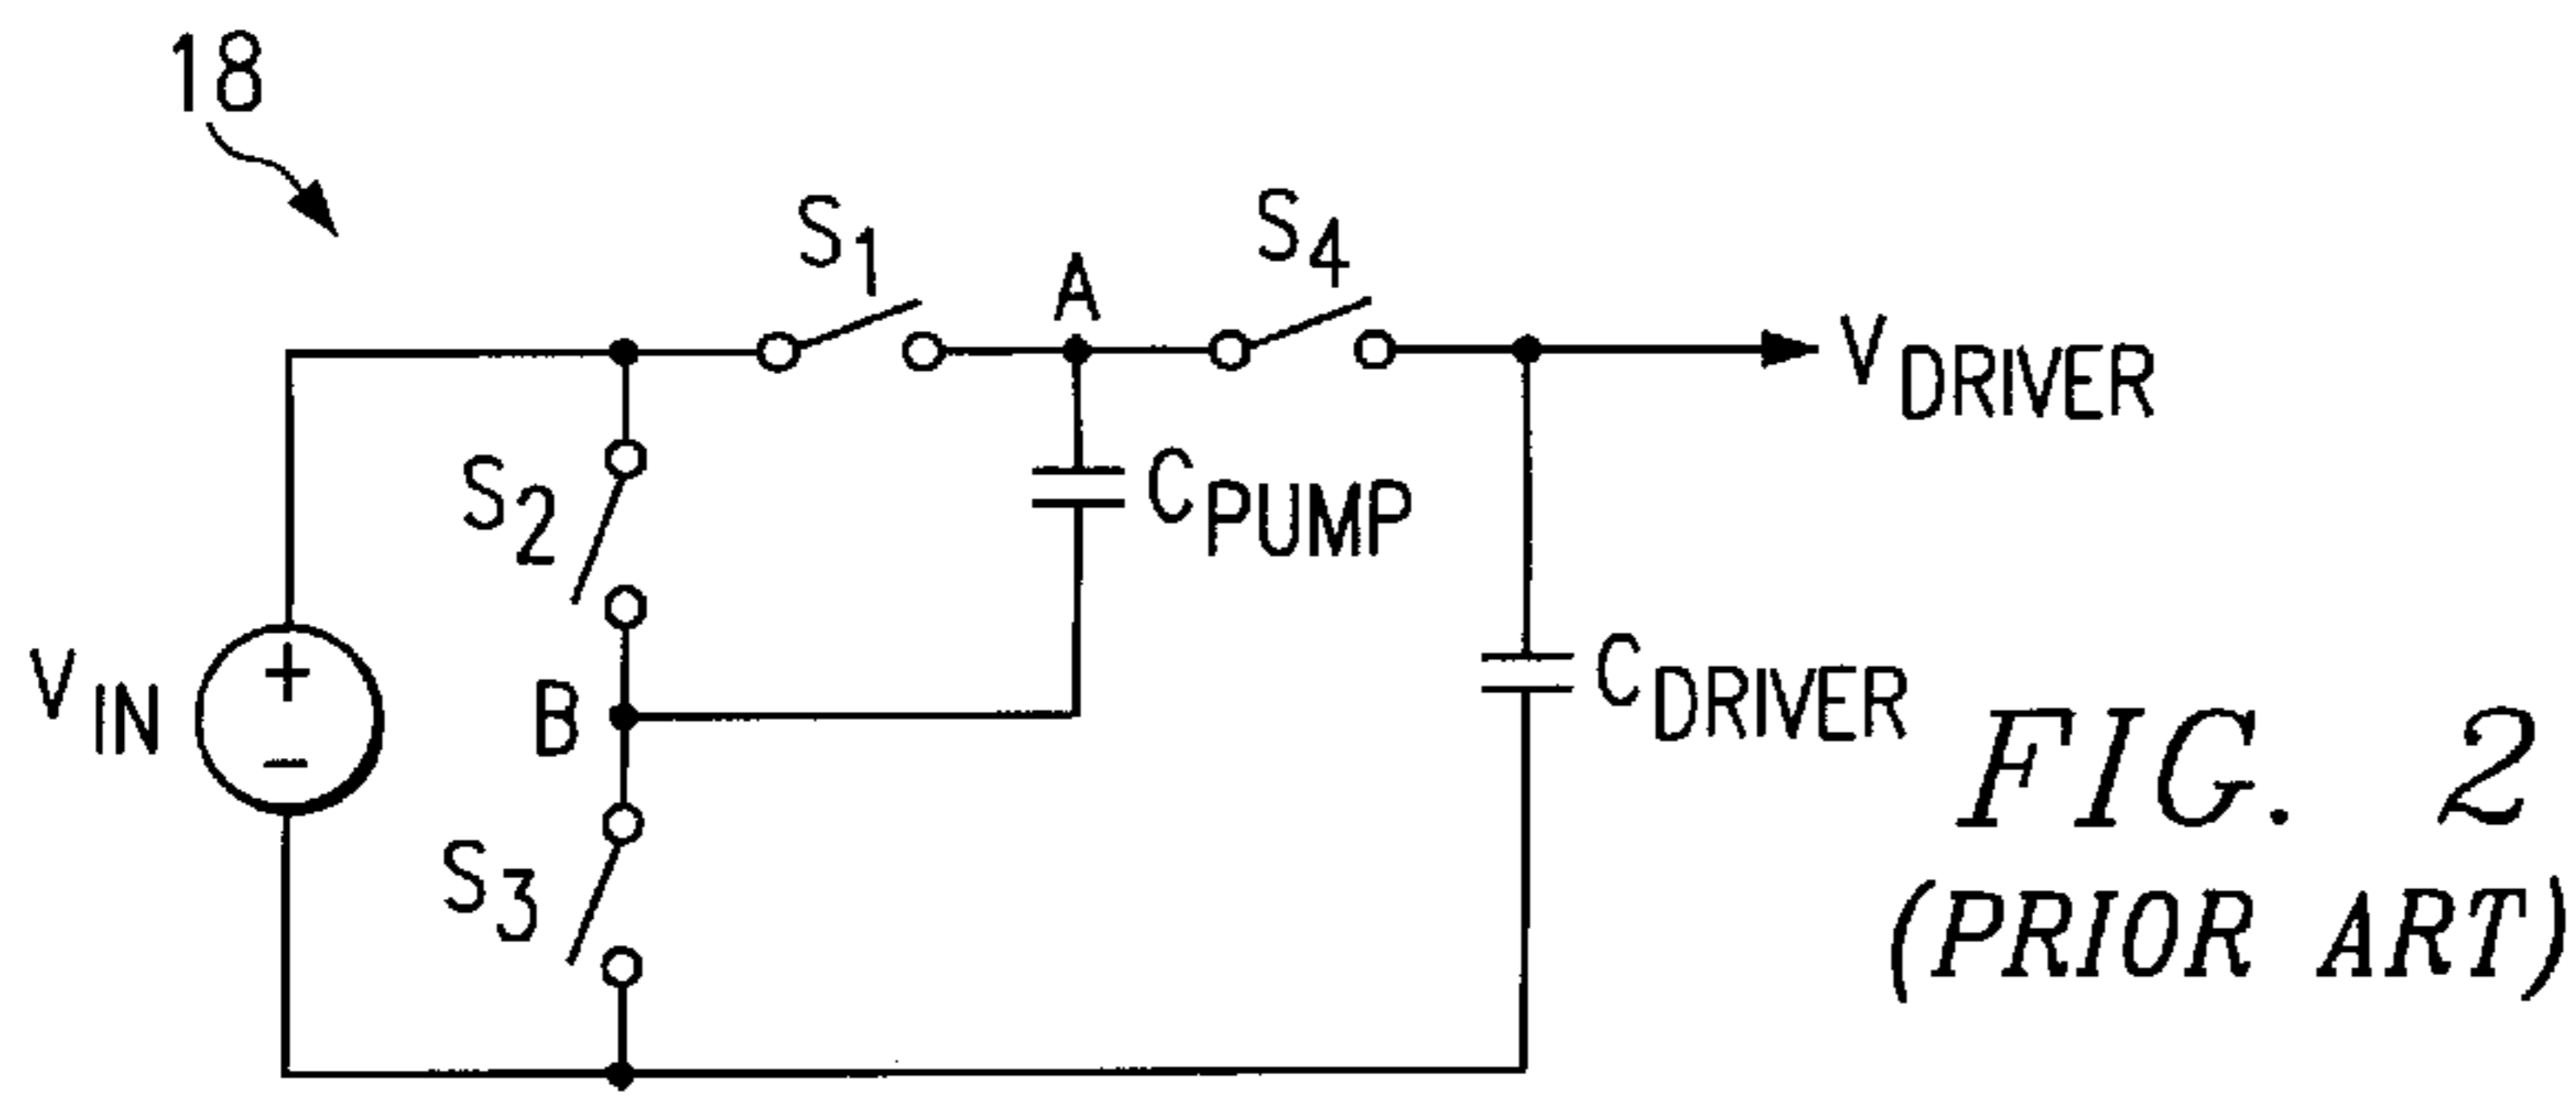 18
S1
A
S4
VDRIVER
S2
CPUMP
VIN
+
−
B
CDRIVER
S3
FIG. 2
(PRIOR ART)